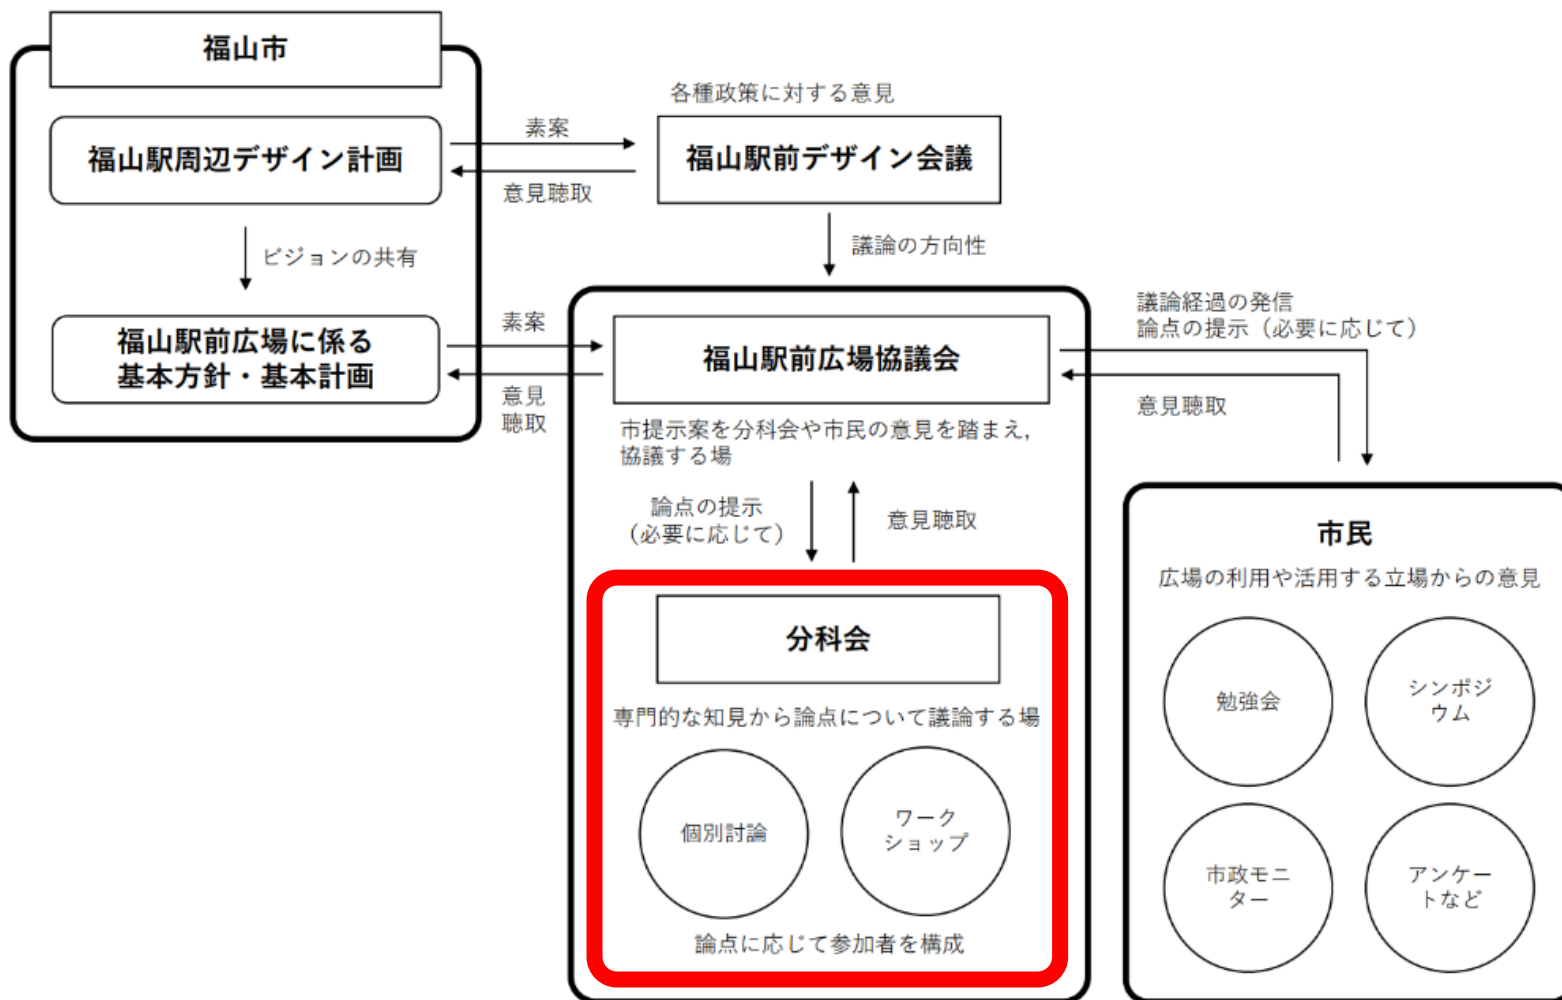 福山市
福山駅周辺デザイン計画
ビジョンの共有
福山駅前広場に係る
基本方針・基本計画
素案
意見聴取
各種政策に対する意見
福山駅前デザイン会議
議論の方向性
素案
意見
聴取
福山駅前広場協議会
市提示案を分科会や市民の意見を踏まえ,
協議する場
論点の提示
（必要に応じて）
意見聴取
分科会
専門的な知見から論点について議論する場
個別討論
ワーク
ショップ
論点に応じて参加者を構成
議論経過の発信
論点の提示（必要に応じて）
意見聴取
市民
広場の利用や活用する立場からの意見
勉強会
シンポジ
ウム
市政モニ
ター
アンケー
トなど